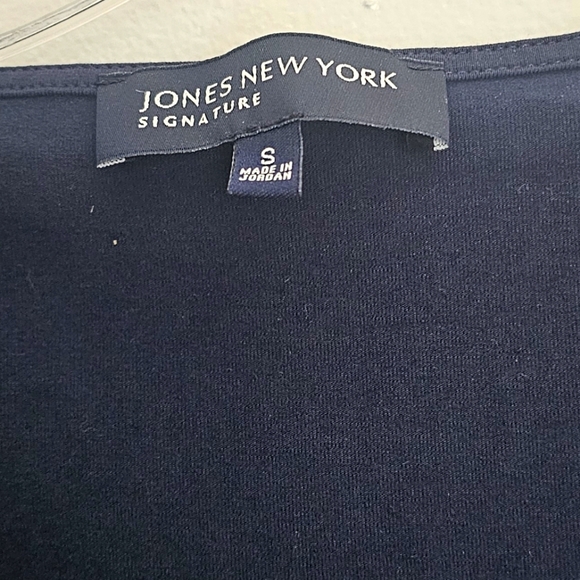 JONES NEW YORK
SIGNATURE
S
MADE IN
JORDAN